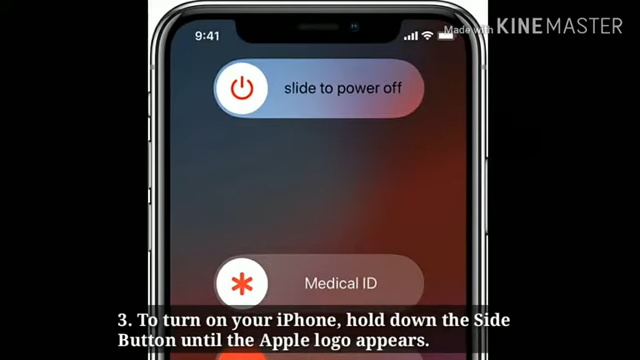 Made with KINEMASTER
9:41
slide to power off
Medical ID
3. To turn on your iPhone, hold down the Side
Button until the Apple logo appears.